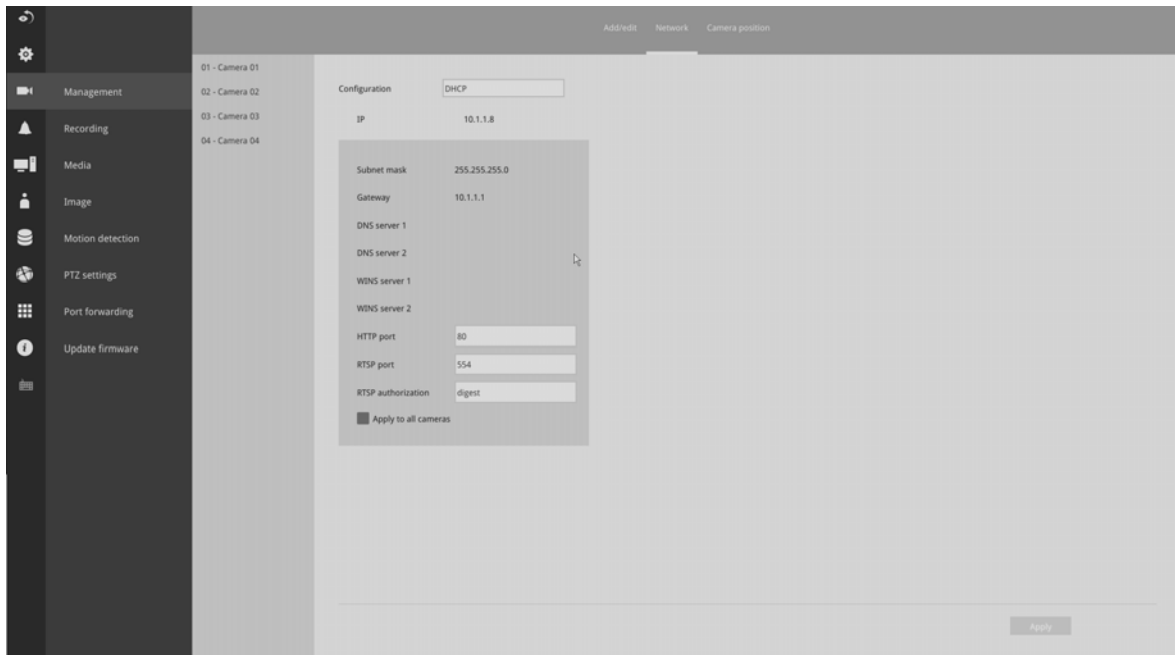 Add/edit Network Camera position
Management
Recording
Media
Image
Motion detection
PTZ settings
Port forwarding
Update firmware
01 - Camera 01
02 - Camera 02
03 - Camera 03
04 - Camera 04
Configuration DHCP
IP 10.1.1.8
Subnet mask 255.255.255.0
Gateway 10.1.1.1
DNS server 1
DNS server 2
WINS server 1
WINS server 2
HTTP port 80
RTSP port 554
RTSP authorization digest
Apply to all cameras
Apply